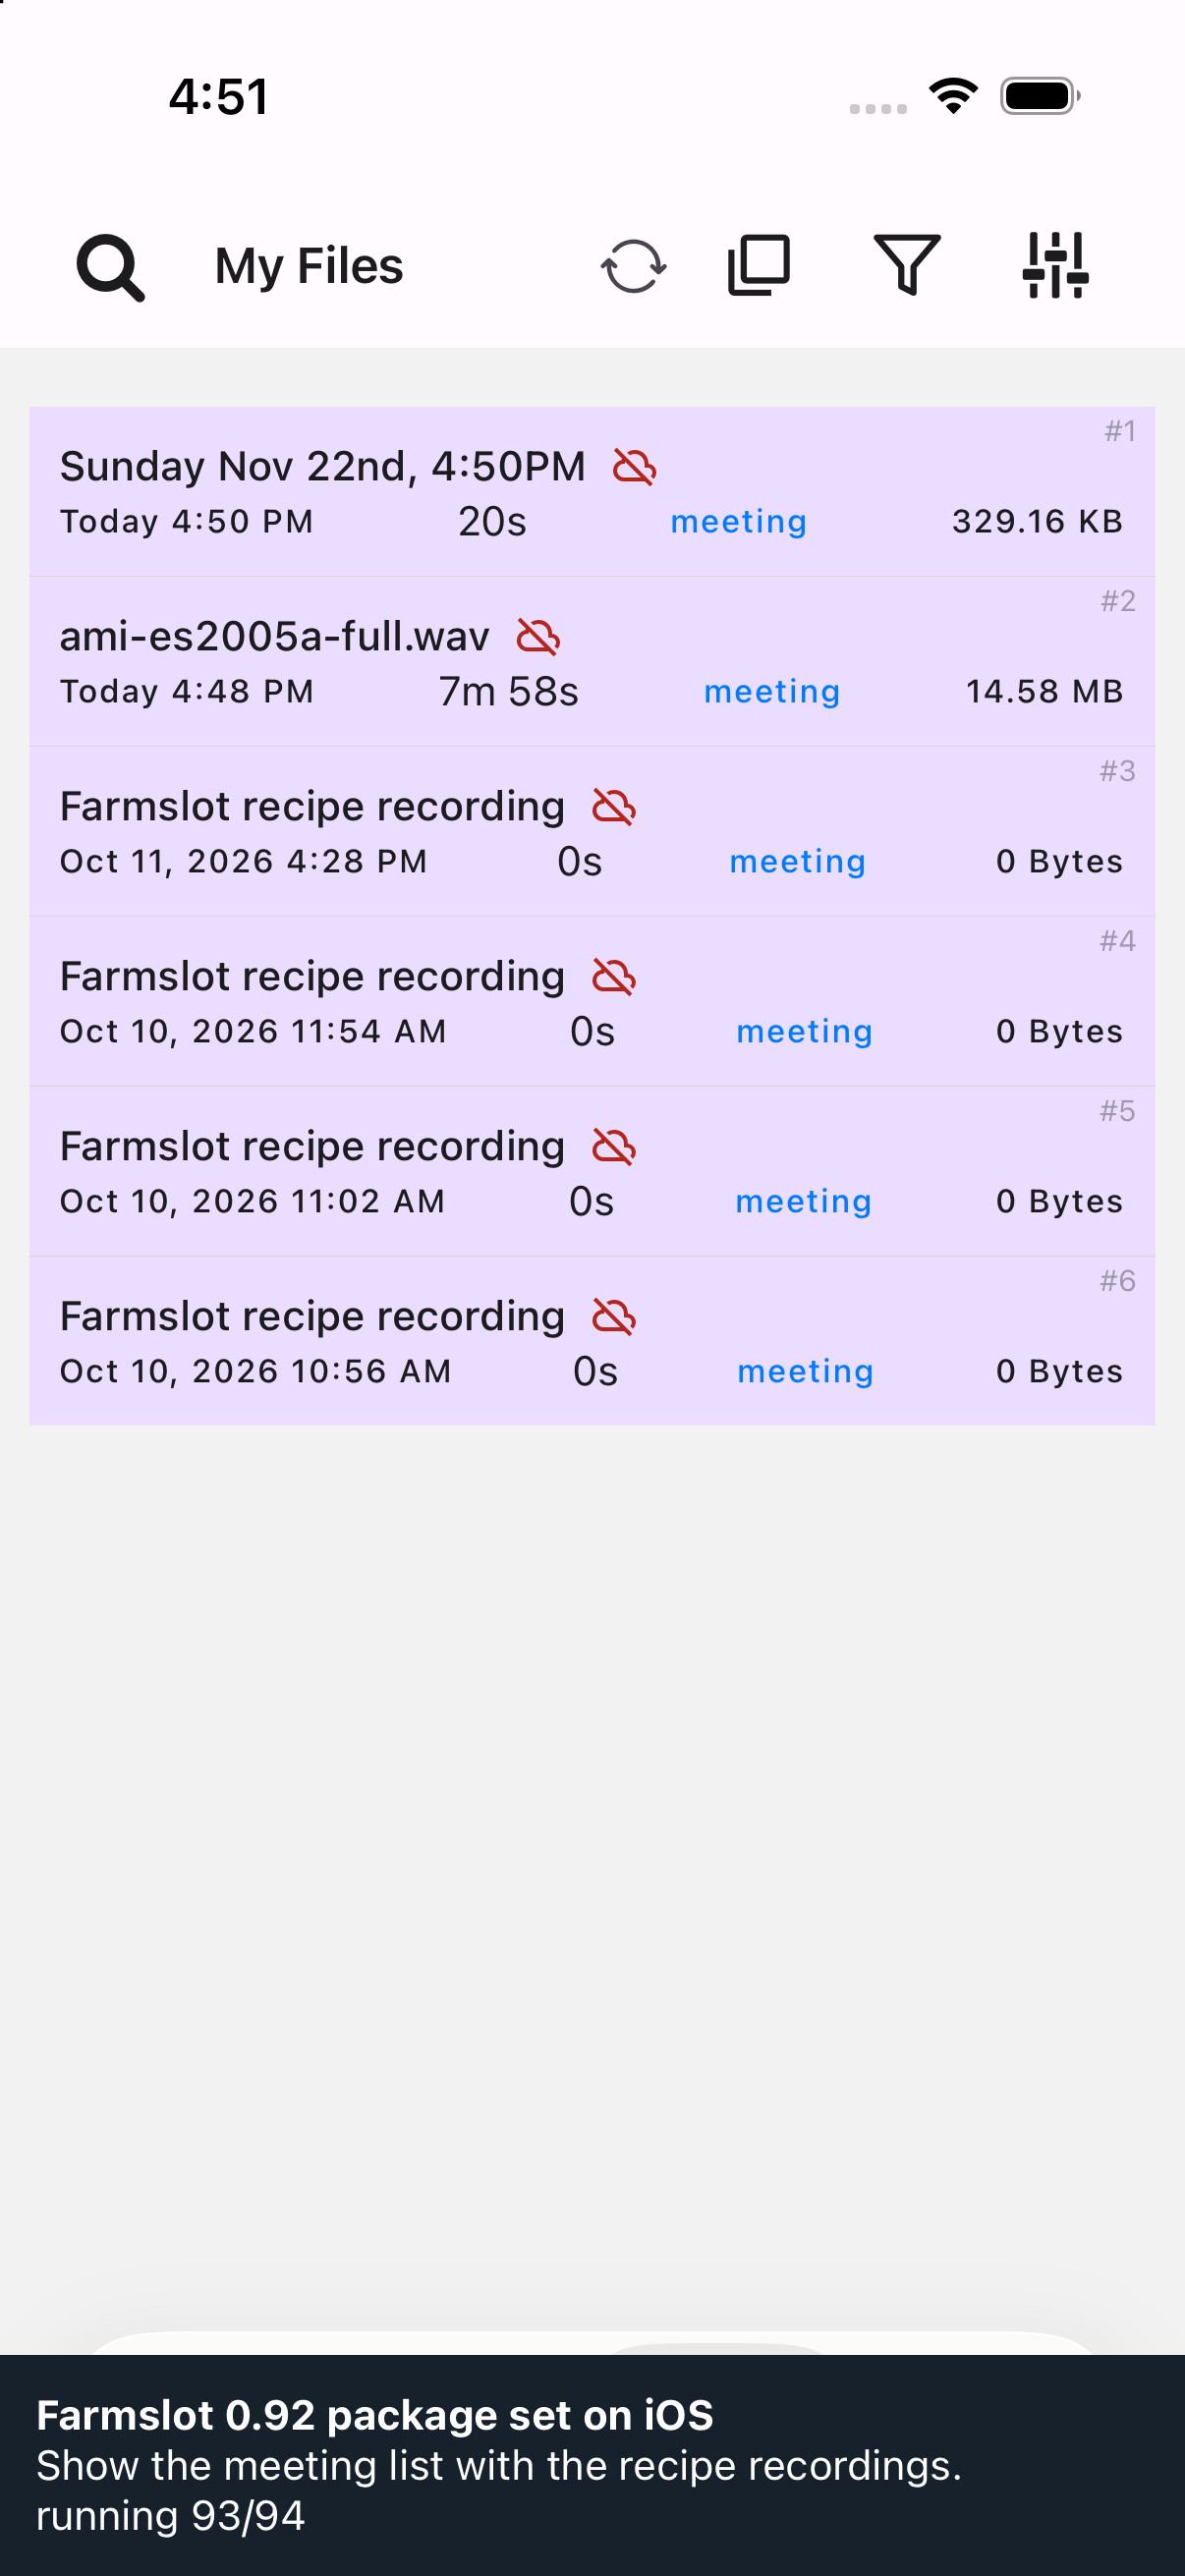 4:51
My Files
#1
Sunday Nov 22nd, 4:50PM
Today 4:50 PM 20s meeting 329.16 KB
#2
ami-es2005a-full.wav
Today 4:48 PM 7m 58s meeting 14.58 MB
#3
Farmslot recipe recording
Oct 11, 2026 4:28 PM 0s meeting 0 Bytes
#4
Farmslot recipe recording
Oct 10, 2026 11:54 AM 0s meeting 0 Bytes
#5
Farmslot recipe recording
Oct 10, 2026 11:02 AM 0s meeting 0 Bytes
#6
Farmslot recipe recording
Oct 10, 2026 10:56 AM 0s meeting 0 Bytes
Farmslot 0.92 package set on iOS
Show the meeting list with the recipe recordings.
running 93/94